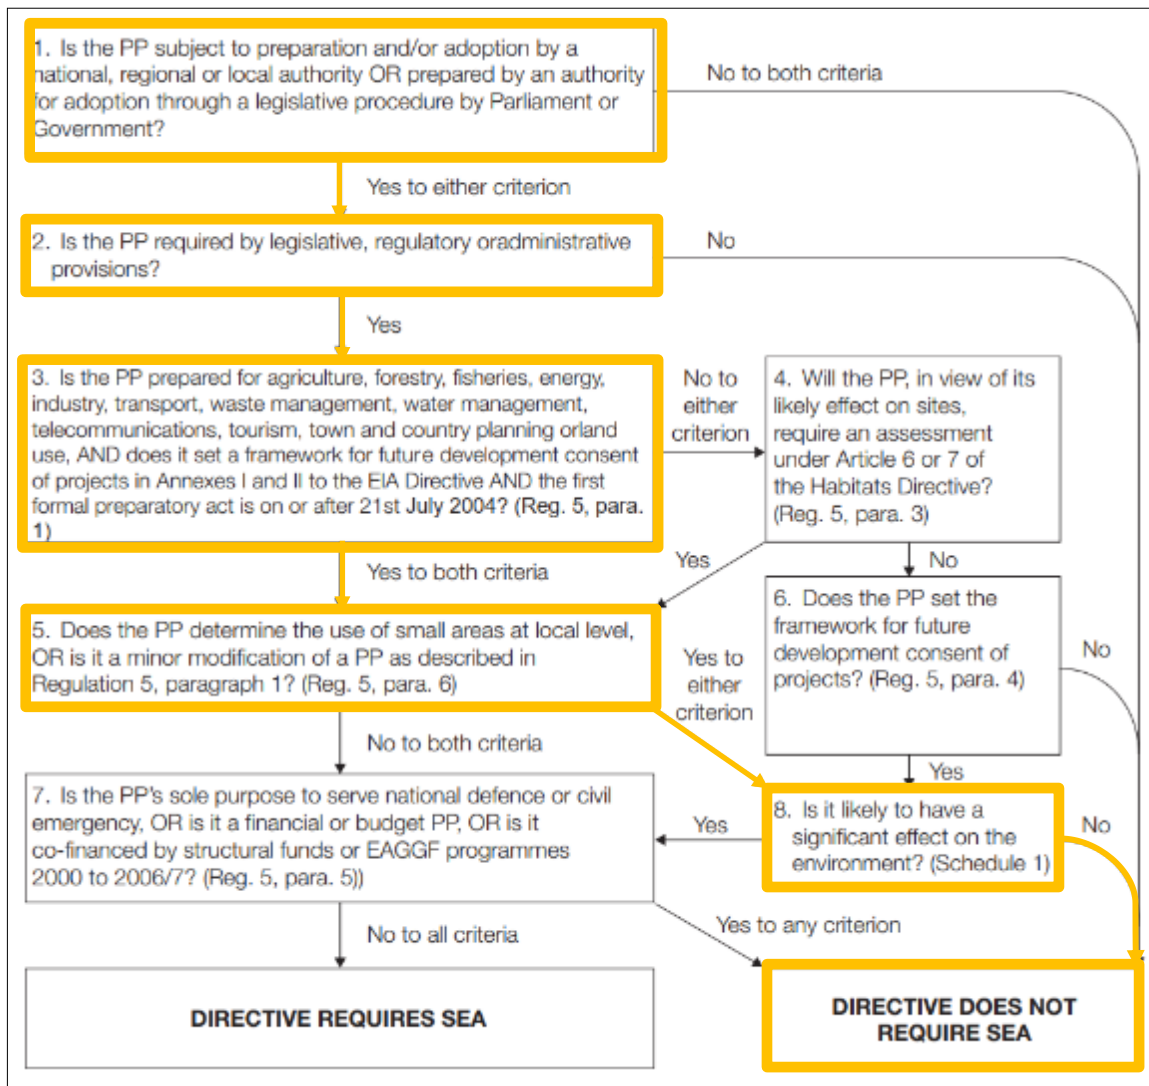 1. Is the PP subject to preparation and/or adoption by a
national, regional or local authority OR prepared by an authority
for adoption through a legislative procedure by Parliament or
Government?
No to both criteria
Yes to either criterion
2. Is the PP required by legislative, regulatory oradministrative
provisions?
No
Yes
3. Is the PP prepared for agriculture, forestry, fisheries, energy,
industry, transport, waste management, water management,
telecommunications, tourism, town and country planning orland
use, AND does it set a framework for future development consent
of projects in Annexes I and II to the EIA Directive AND the first
formal preparatory act is on or after 21st July 2004? (Reg. 5, para.
1)
No to
either
criterion
4. Will the PP, in view of its
likely effect on sites,
require an assessment
under Article 6 or 7 of
the Habitats Directive?
(Reg. 5, para. 3)
Yes to both criteria
Yes
No
5. Does the PP determine the use of small areas at local level,
OR is it a minor modification of a PP as described in
Regulation 5, paragraph 1? (Reg. 5, para. 6)
Yes to
either
criterion
6. Does the PP set the
framework for future
development consent of
projects? (Reg. 5, para. 4)
No
No to both criteria
Yes
7. Is the PP's sole purpose to serve national defence or civil
emergency, OR is it a financial or budget PP, OR is it
co-financed by structural funds or EAGGF programmes
2000 to 2006/7? (Reg. 5, para. 5))
Yes
8. Is it likely to have a
significant effect on the
environment? (Schedule 1)
No
No to all criteria
Yes to any criterion
DIRECTIVE REQUIRES SEA
DIRECTIVE DOES NOT
REQUIRE SEA